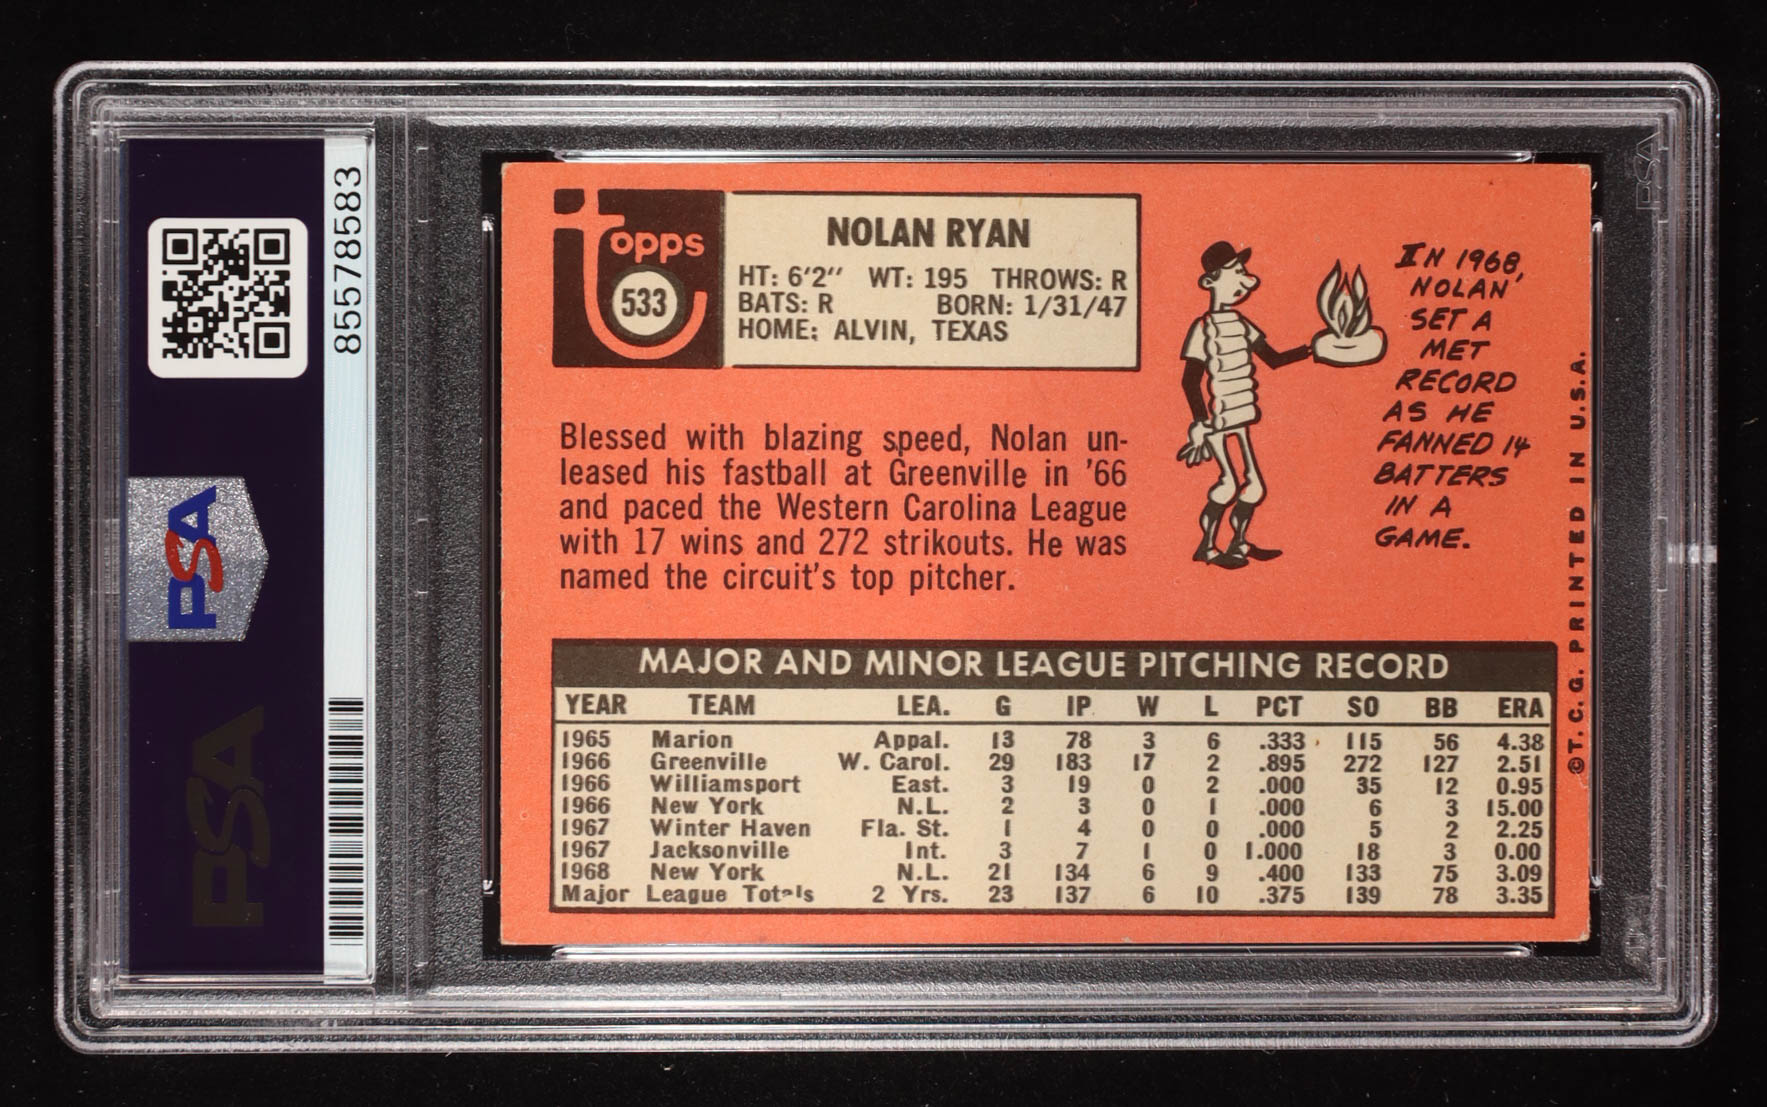 85578583
PSA
PSA
topps
533
NOLAN RYAN
HT: 6'2" WT: 195 THROWS: R
BATS: R BORN: 1/31/47
HOME: ALVIN, TEXAS
IN 1968,
NOLAN
SET A
MET
RECORD
AS HE
FANNED 14
BATTERS
IN A
GAME.
Blessed with blazing speed, Nolan un-
leased his fastball at Greenville in '66
and paced the Western Carolina League
with 17 wins and 272 strikouts. He was
named the circuit's top pitcher.
MAJOR AND MINOR LEAGUE PITCHING RECORD
YEAR TEAM LEA. G IP W L PCT SO BB ERA
1965 Marion Appal. 13 78 3 6 .333 115 56 4.38
1966 Greenville W. Carol. 29 183 17 2 .895 272 127 2.51
1966 Williamsport East. 3 19 0 2 .000 35 12 0.95
1966 New York N.L. 2 3 0 1 .000 6 3 15.00
1967 Winter Haven Fla. St. 1 4 0 0 .000 5 2 2.25
1967 Jacksonville Int. 3 7 1 0 1.000 18 3 0.00
1968 New York N.L. 21 134 6 9 .400 133 75 3.09
Major League Totals 2 Yrs. 23 137 6 10 .375 139 78 3.35
©T. C. G. PRINTED IN U.S.A.
PSA